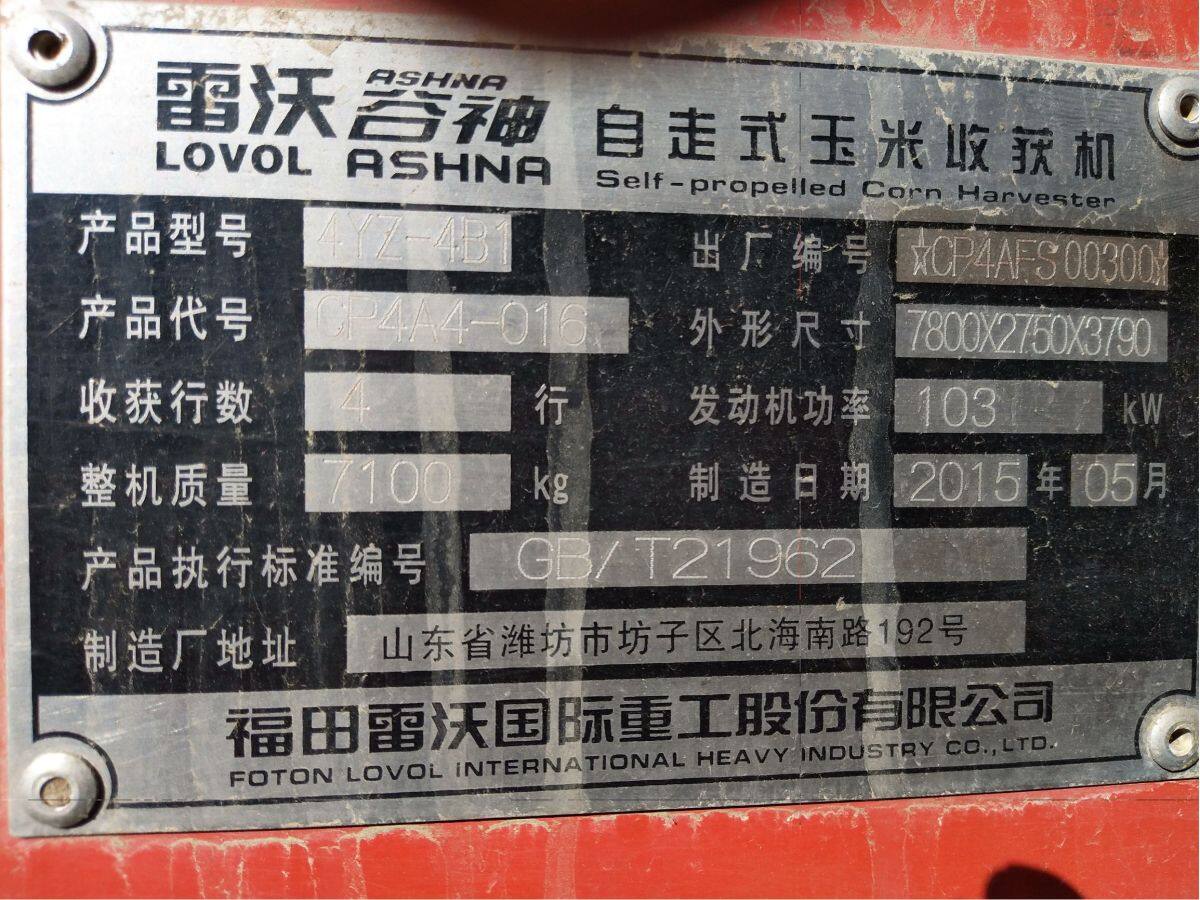 雷沃 ASHNA 谷神 自走式玉米收获机
LOVOL ASHNA Self-propelled Corn Harvester
产品型号 4YZ-4B1 出厂编号 ☆CP4AFS00300☆
产品代号 CP4A4-016 外形尺寸 7800X2750X3790
收获行数 4 行 发动机功率 103 kW
整机质量 7100 kg 制造日期 2015 年 05 月
产品执行标准编号 GB/T21962
制造厂地址 山东省潍坊市坊子区北海南路192号
福田雷沃国际重工股份有限公司
FOTON LOVOL INTERNATIONAL HEAVY INDUSTRY CO.,LTD.